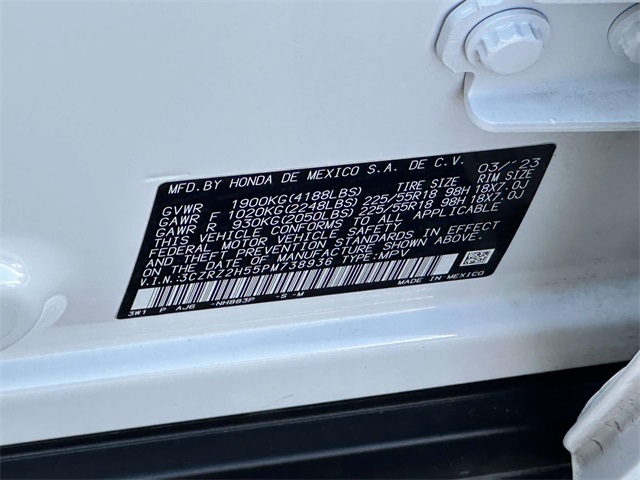 MFD.BY HONDA DE MEXICO S.A. DE C.V. 03/'23
GVWR 1900KG(4188LBS) TIRE SIZE RIM SIZE
GAWR F 1020KG(2248LBS) 225/55R18 98H 18X7.0J
GAWR R 930KG(2050LBS) 225/55R18 98H 18X7.0J
THIS VEHICLE CONFORMS TO ALL APPLICABLE
FEDERAL MOTOR VEHICLE SAFETY
AND THEFT PREVENTION STANDARDS IN EFFECT
ON THE DATE OF MANUFACTURE SHOWN ABOVE.
V.I.N.:3CZRZ2H55PM738936 TYPE:MPV
3W1 P AJ6 -NH883P -S -M MADE IN MEXICO